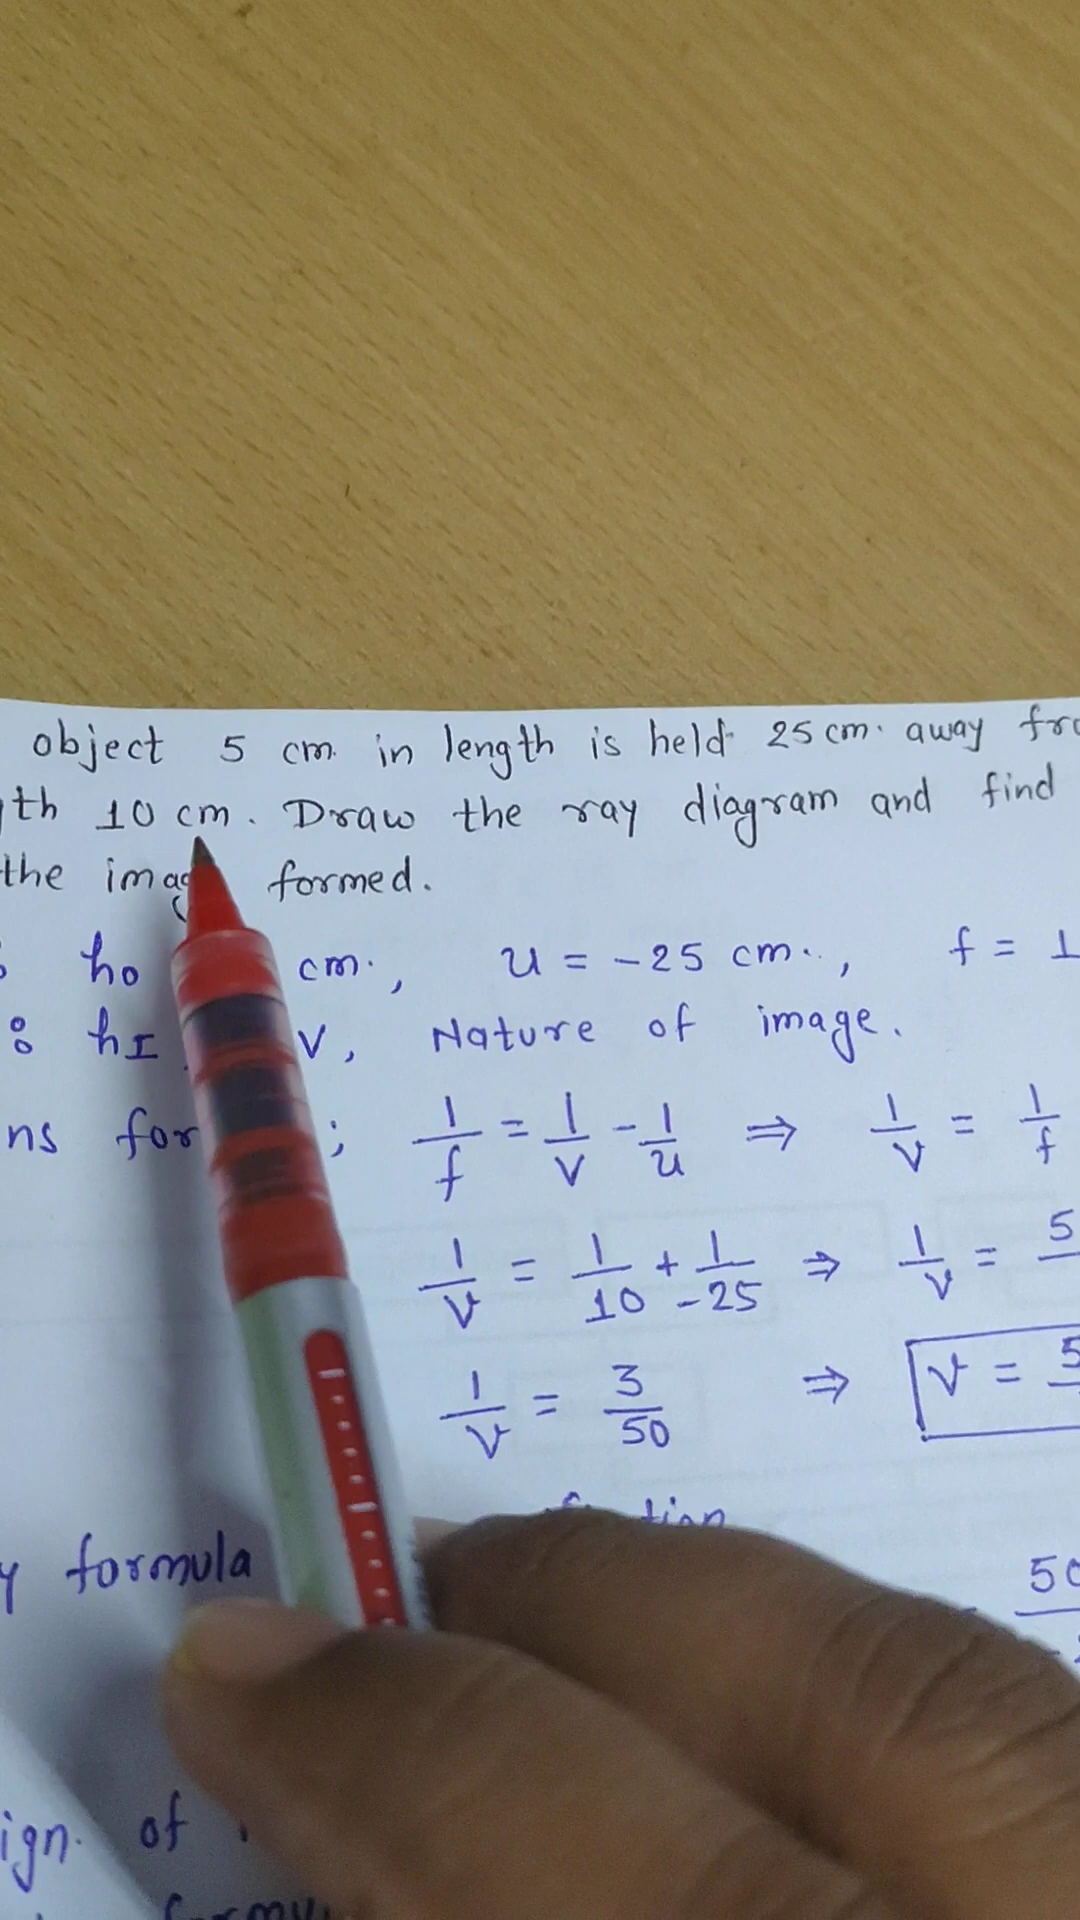 object 5 cm in length is held 25 cm. away fro
th 10 cm. Draw the ray diagram and find
the formed.
ho cm., u = -25 cm., f = 1
: hI v, Nature of image.
ns for ; 1/f = 1/v - 1/u ⇒ 1/v = 1/f
1/v = 1/10 + 1/-25 ⇒ 1/v = 5
1/v = 3/50 ⇒ v = 5
y formula 50
ign. of